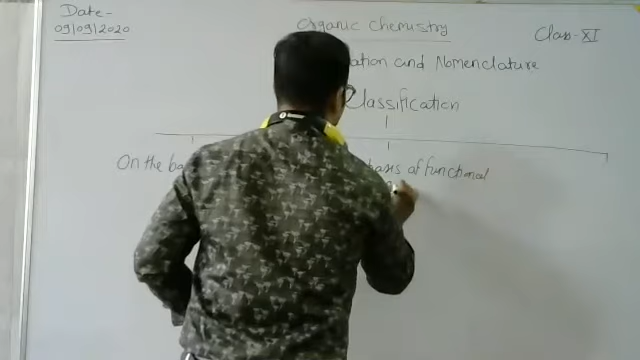 Date-
09/09/2020
Organic Chemistry
Class-XI
ation and Nomenclature
Classification
On the ba
basis of functional